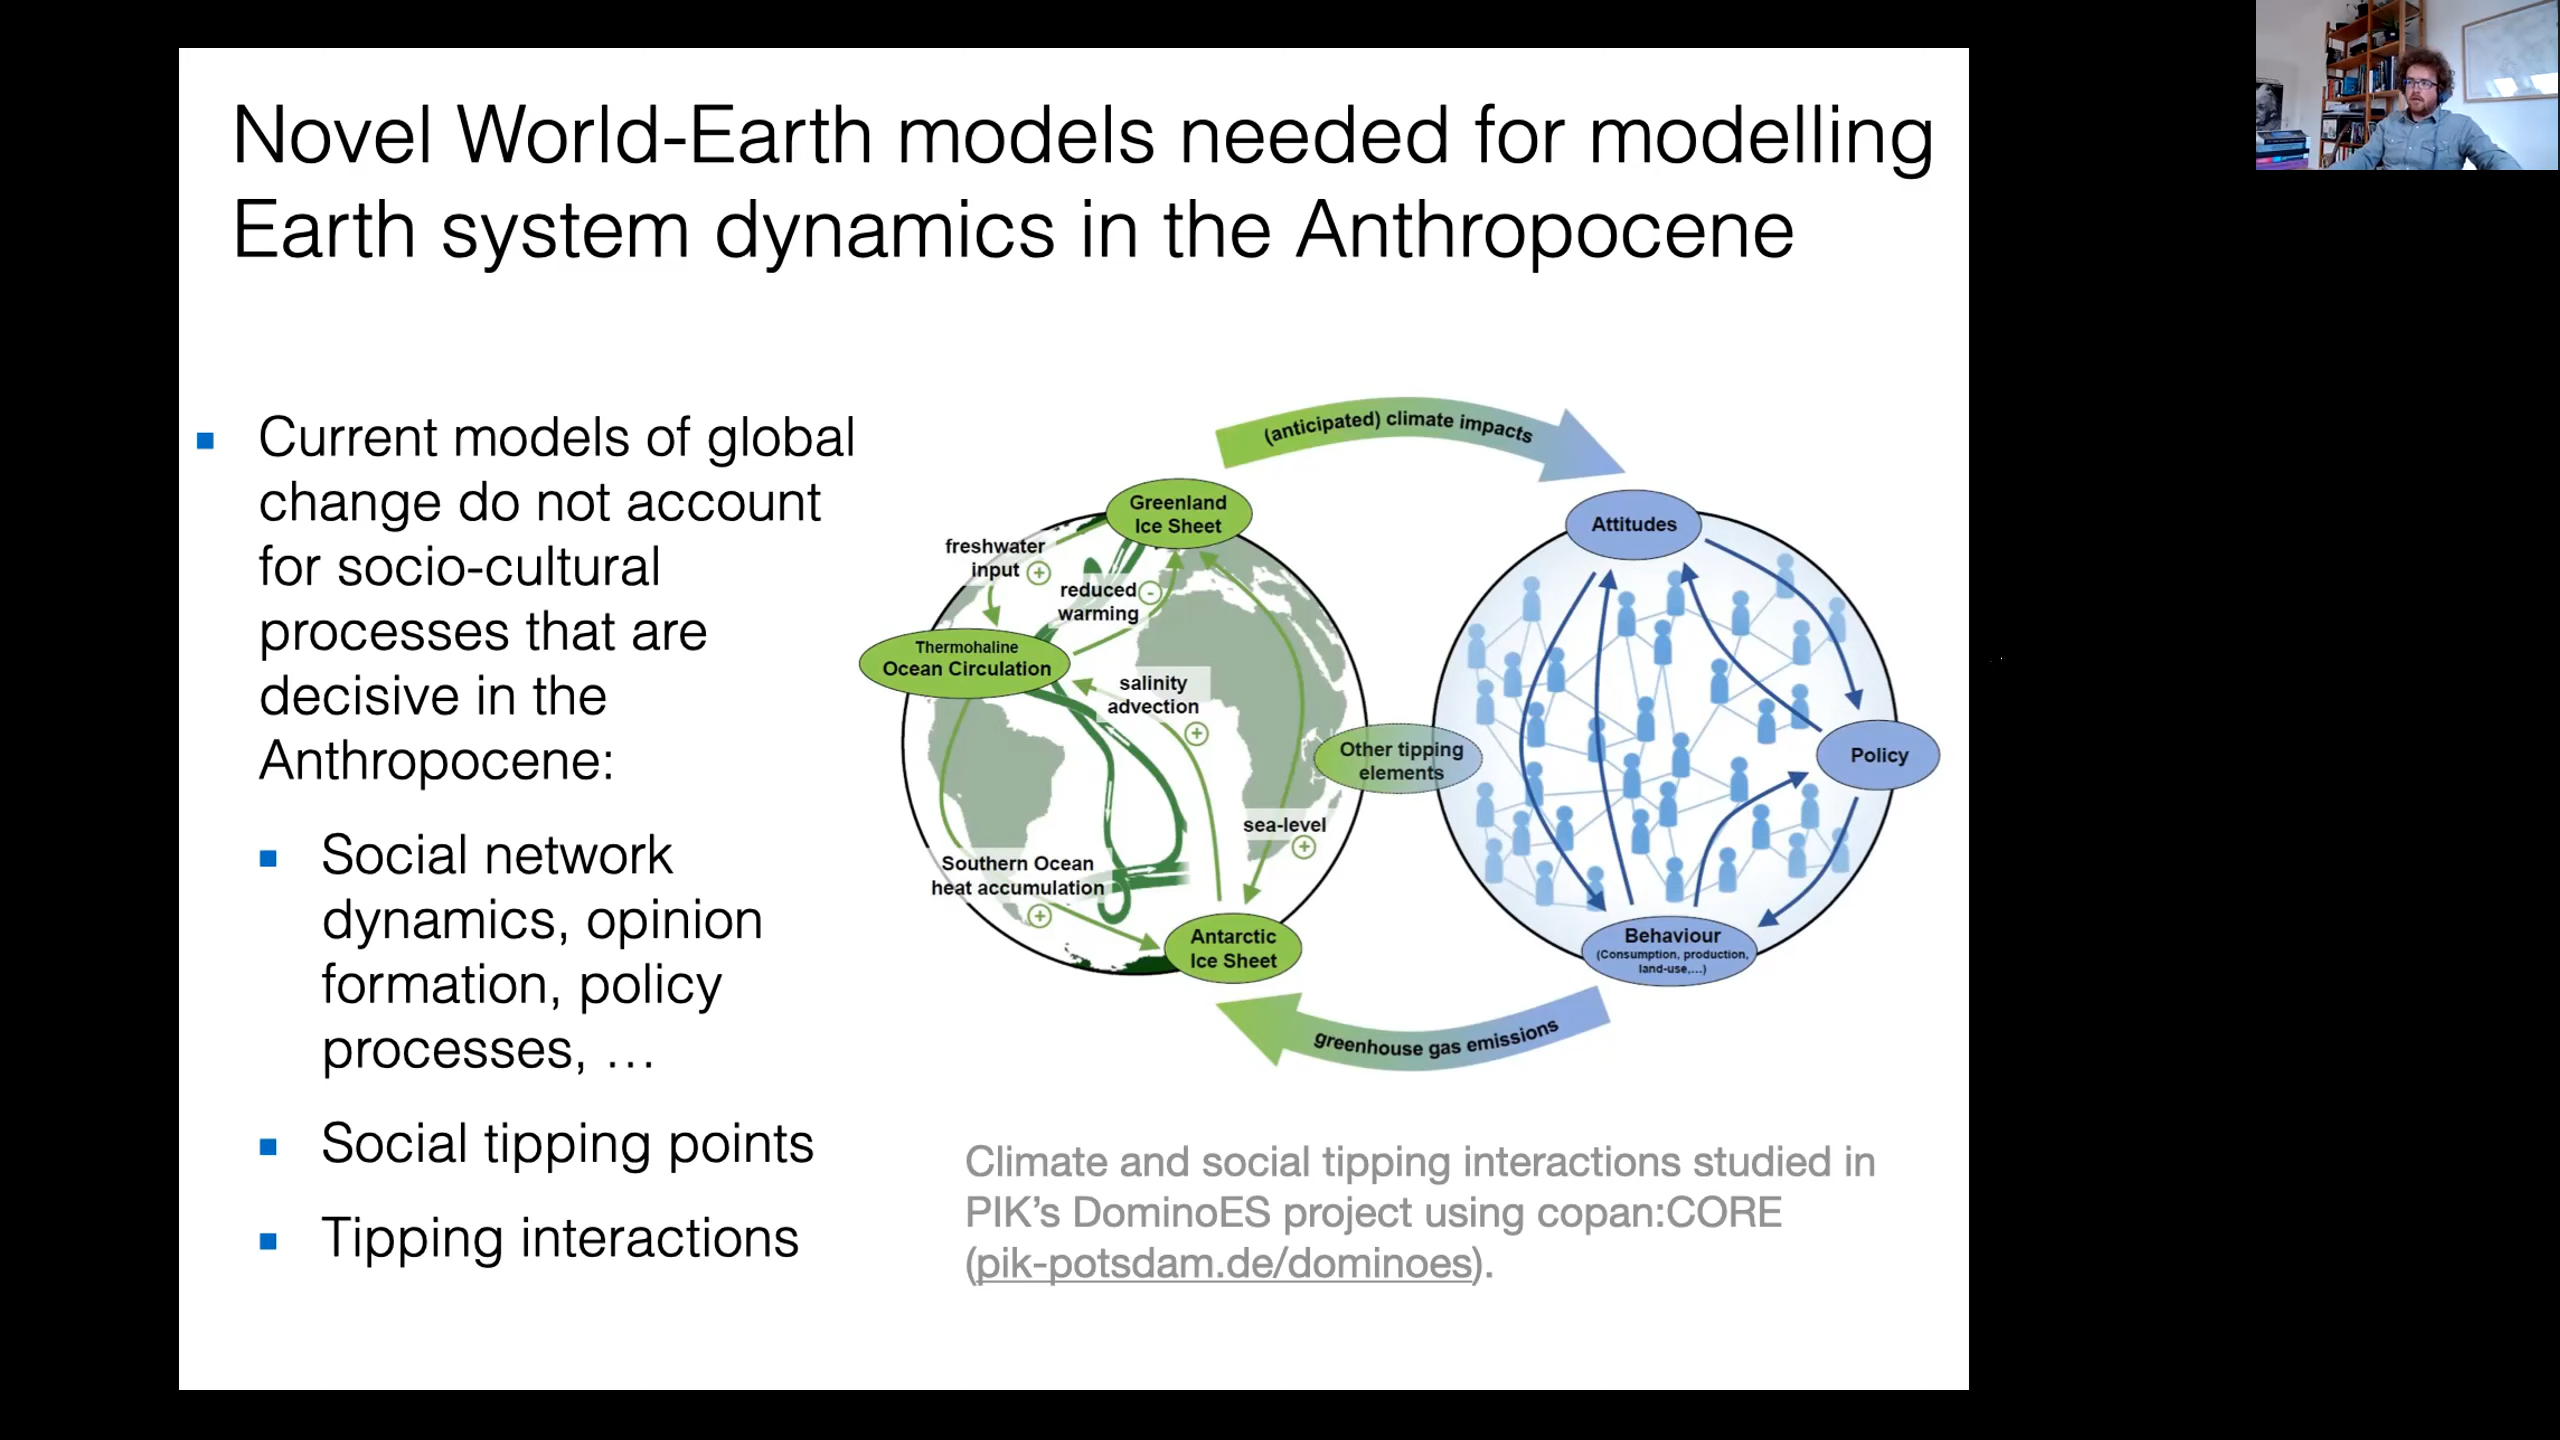 Novel World-Earth models needed for modelling
Earth system dynamics in the Anthropocene
▪ Current models of global
change do not account
for socio-cultural
processes that are
decisive in the
Anthropocene:
▪ Social network
dynamics, opinion
formation, policy
processes, …
▪ Social tipping points
▪ Tipping interactions
(anticipated) climate impacts
Greenland
Ice Sheet
freshwater
input +
reduced -
warming
Thermohaline
Ocean Circulation
salinity
advection
+
sea-level
+
Southern Ocean
heat accumulation
+
Antarctic
Ice Sheet
Other tipping
elements
Attitudes
Policy
Behaviour
(Consumption, production,
land-use,...)
greenhouse gas emissions
Climate and social tipping interactions studied in
PIK’s DominoES project using copan:CORE
(pik-potsdam.de/dominoes).